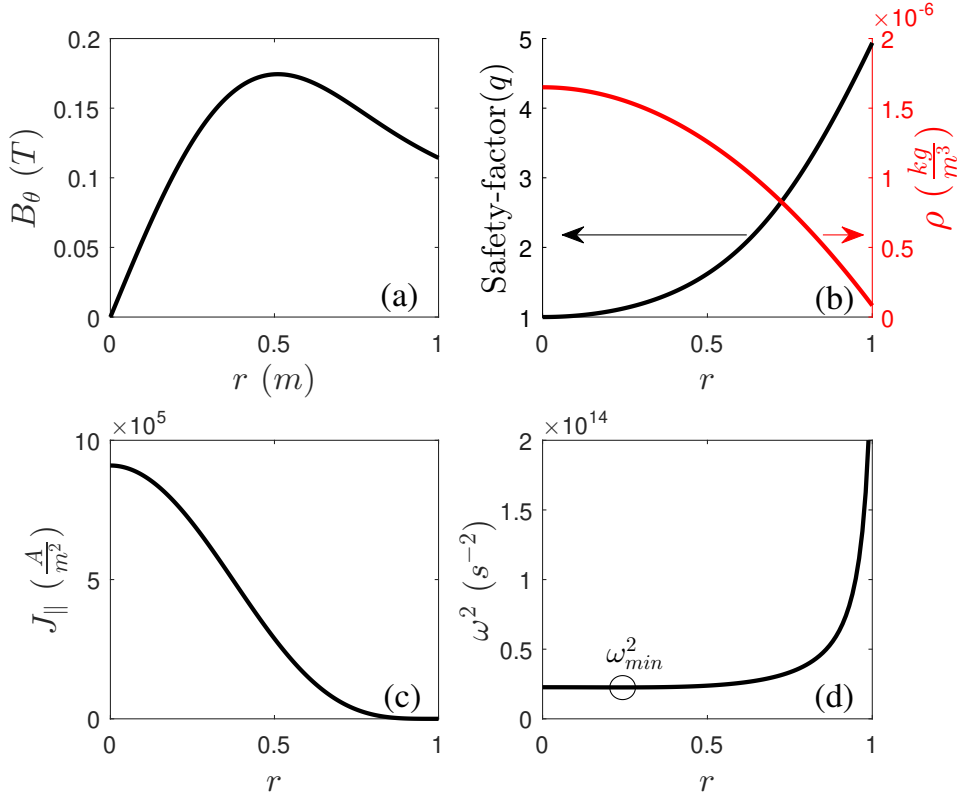 0.2
0.15
0.1
0.05
0
B_θ (T)
0 0.5 1
r (m)
(a)
×10^-6
5
4
3
2
1
Safety-factor(q)
2
1.5
1
0.5
0
ρ (kg/m^3)
0 0.5 1
r
(b)
×10^5
10
5
0
J_∥ (A/m^2)
0 0.5 1
r
(c)
×10^14
2
1.5
1
0.5
0
ω^2 (s^-2)
ω^2_min
0 0.5 1
r
(d)